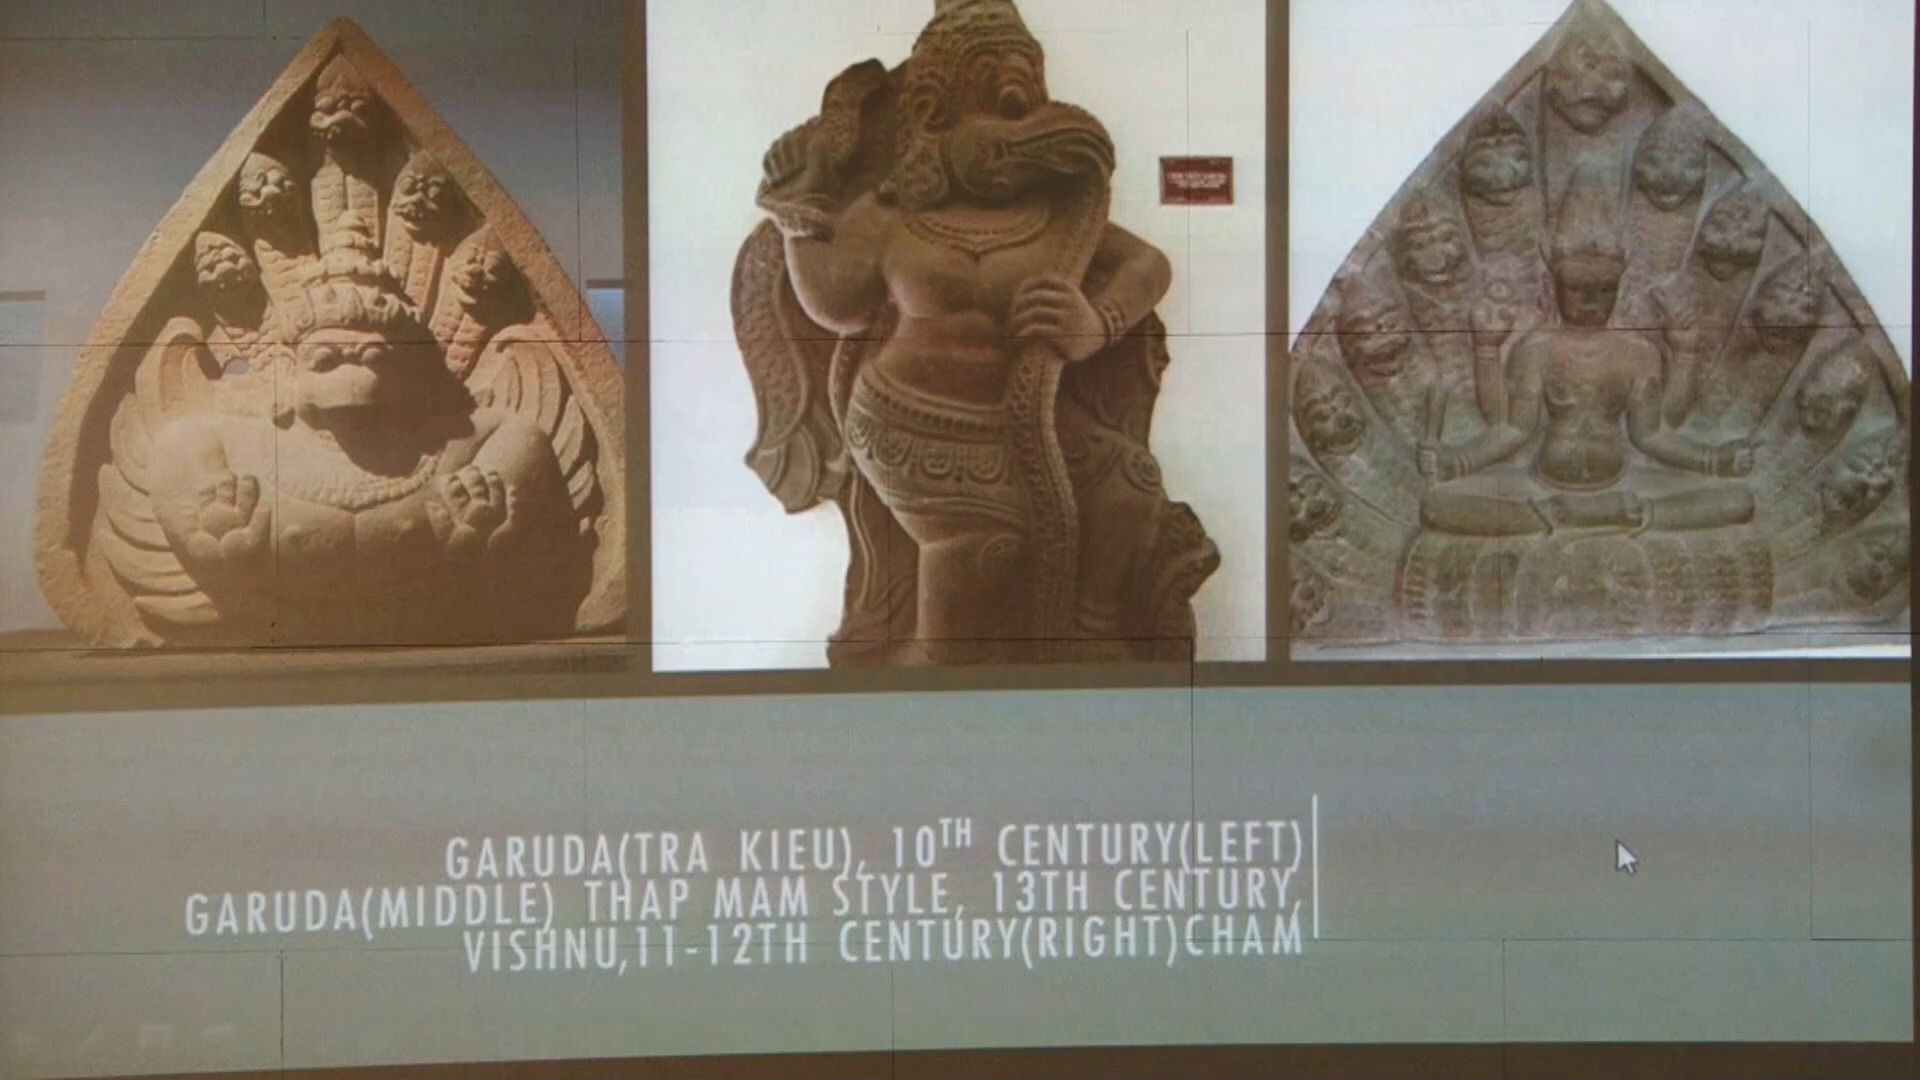 GARUDA(TRA KIEU), 10TH CENTURY(LEFT)
GARUDA(MIDDLE) THAP MAM STYLE, 13TH CENTURY,
VISHNU,11-12TH CENTURY(RIGHT)CHAM